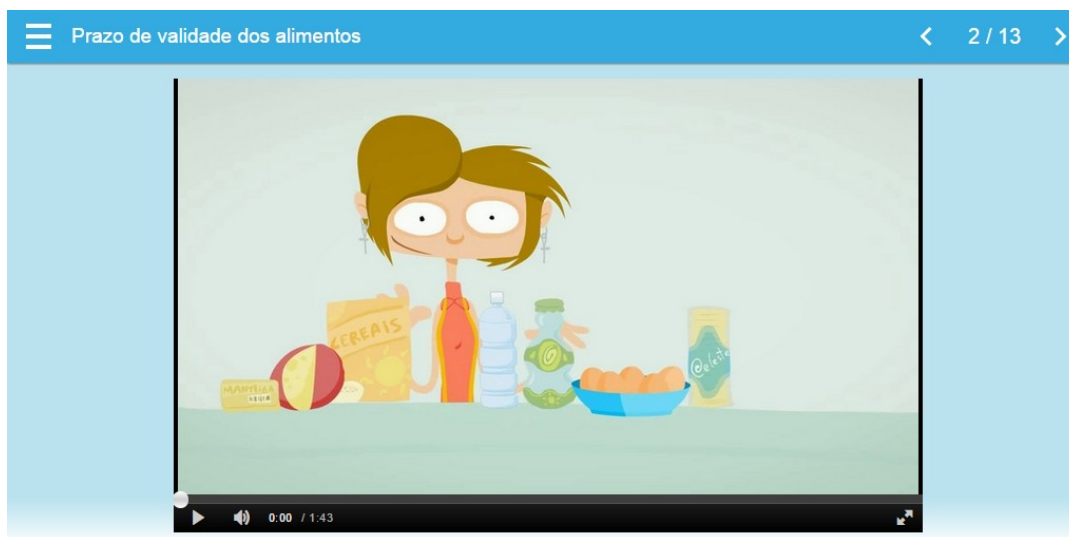 Prazo de validade dos alimentos
2 / 13
CEREAIS
MANTEIGA
0:00 / 1:43